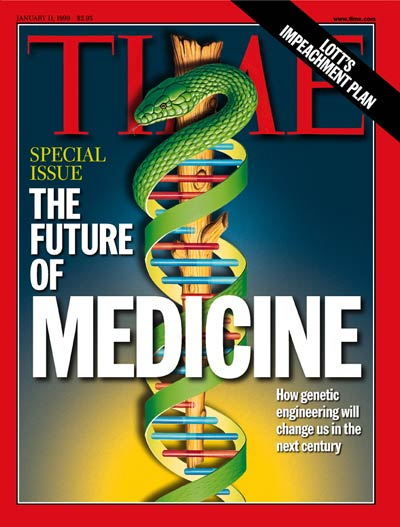 JANUARY 11, 1999 $2.95
www.time.com
TIME
LOTT'S
IMPEACHMENT PLAN
SPECIAL
ISSUE
THE
FUTURE
OF
MEDICINE
How genetic
engineering will
change us in the
next century